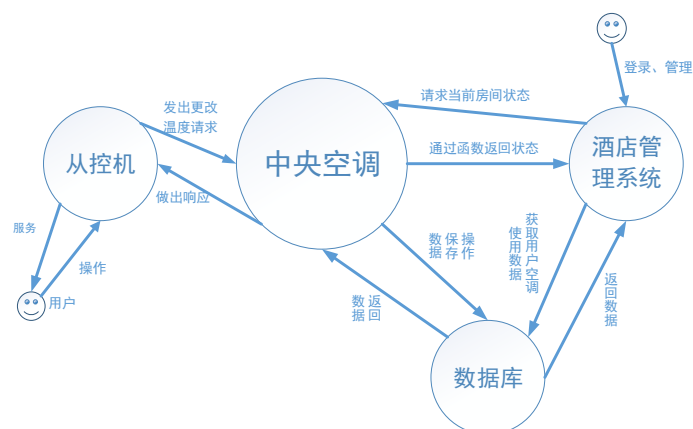 登录、管理
请求当前房间状态
发出更改
温度请求
从控机
中央空调
通过函数返回状态
酒店管
理系统
做出响应
服务
操作
用户
操作
保存
数据
获取用户空调
使用数据
返回
数据
返回数据
数据库